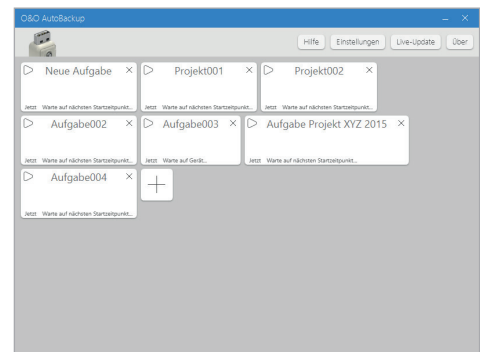 O&O AutoBackup
Hilfe Einstellungen Live-Update Über
Neue Aufgabe Projekt001 Projekt002
Jetzt Warte auf nächsten Startzeitpunkt... Jetzt Warte auf nächsten Startzeitpunkt... Jetzt Warte auf nächsten Startzeitpunkt...
Aufgabe002 Aufgabe003 Aufgabe Projekt XYZ 2015
Jetzt Warte auf nächsten Startzeitpunkt... Jetzt Warte auf Gerät... Jetzt Warte auf nächsten Startzeitpunkt...
Aufgabe004
Jetzt Warte auf nächsten Startzeitpunkt...